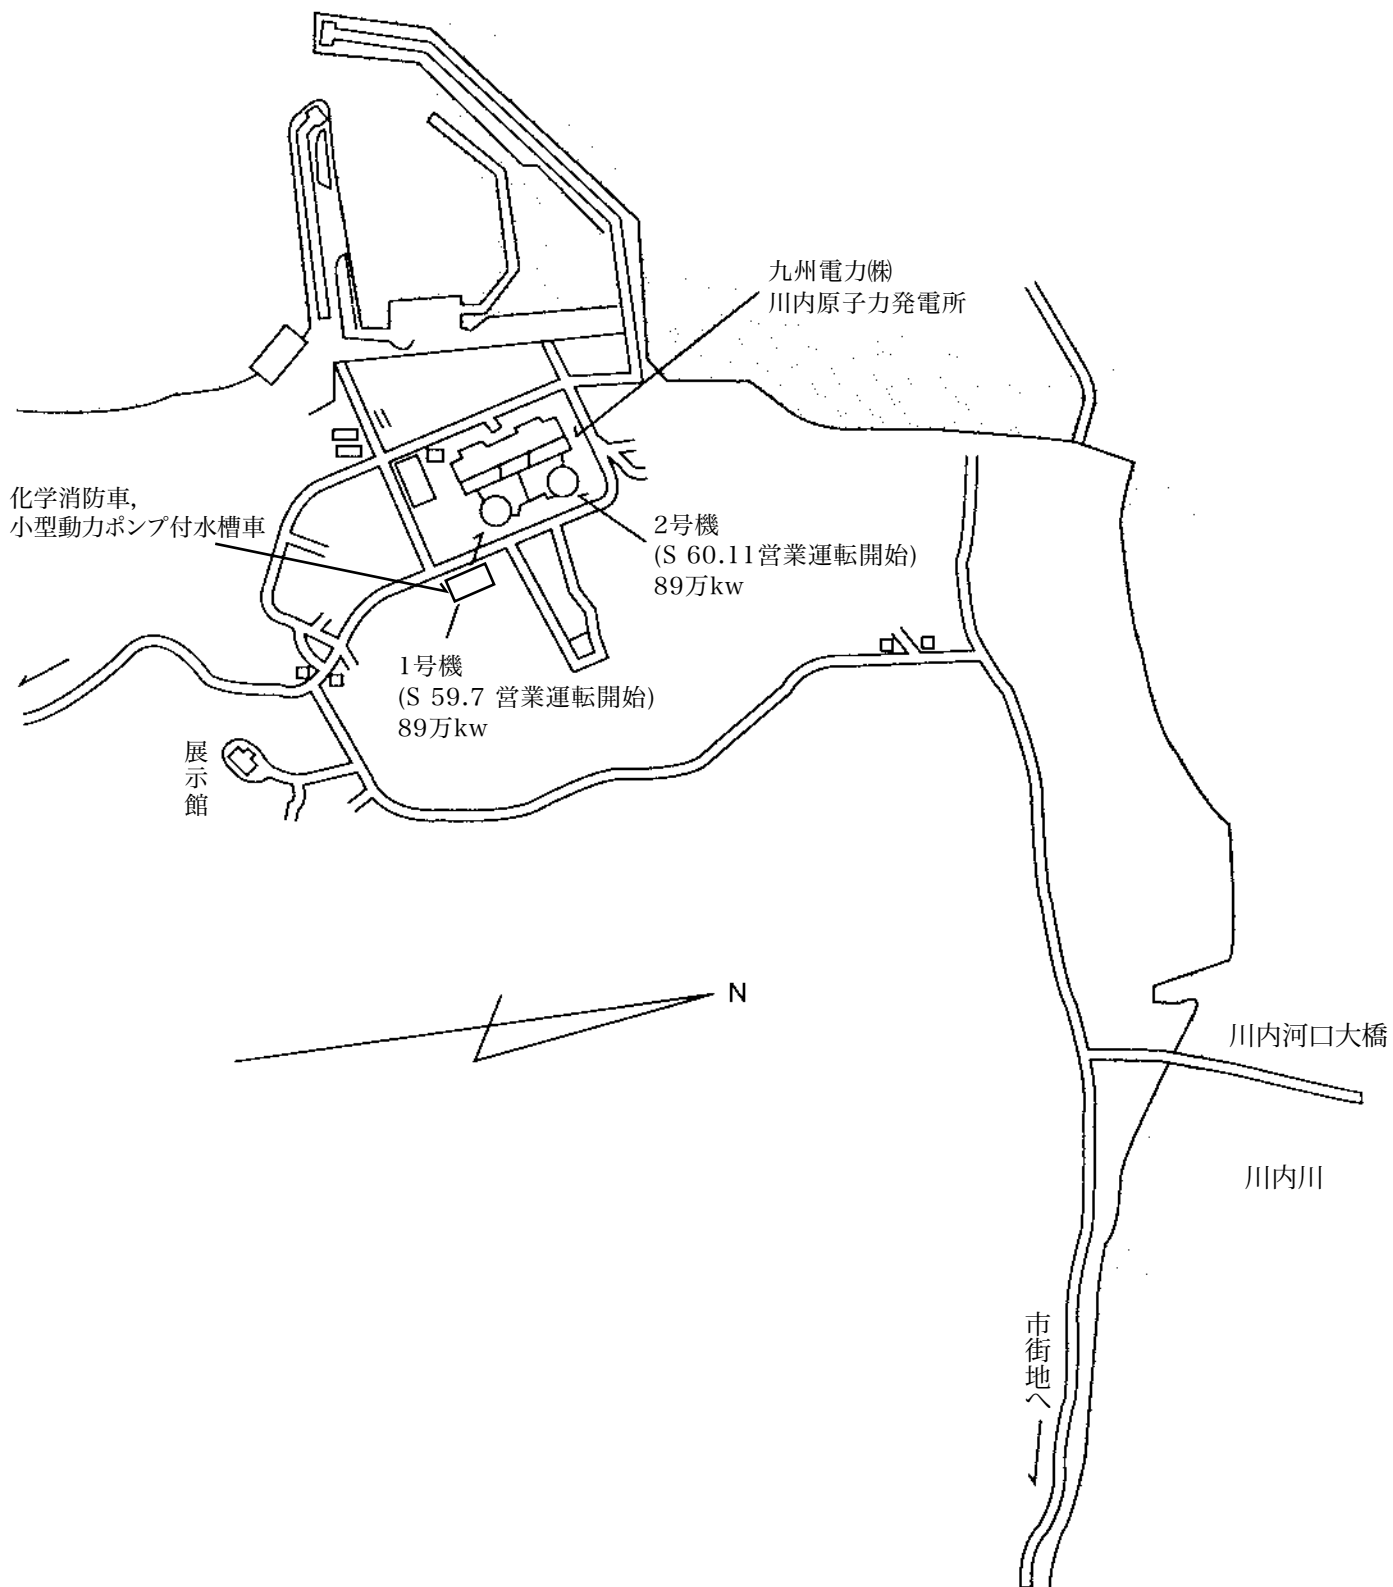 九州電力㈱
川内原子力発電所
化学消防車,
小型動力ポンプ付水槽車
2号機
(S 60.11営業運転開始)
89万kw
1号機
(S 59.7 営業運転開始)
89万kw
展示館
N
川内河口大橋
川内川
市街地へ